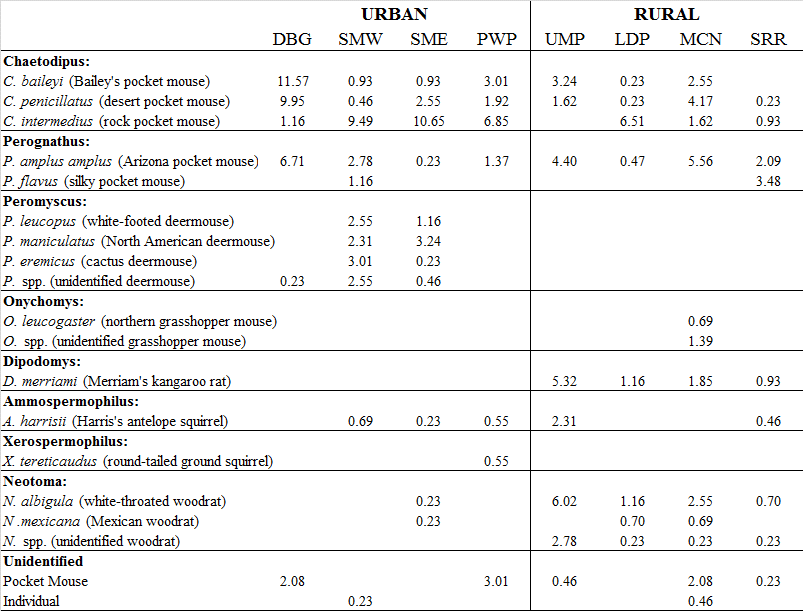 URBAN RURAL
DBG SMW SME PWP UMP LDP MCN SRR
Chaetodipus:
C. baileyi (Bailey's pocket mouse) 11.57 0.93 0.93 3.01 3.24 0.23 2.55
C. penicillatus (desert pocket mouse) 9.95 0.46 2.55 1.92 1.62 0.23 4.17 0.23
C. intermedius (rock pocket mouse) 1.16 9.49 10.65 6.85 6.51 1.62 0.93
Perognathus:
P. amplus amplus (Arizona pocket mouse) 6.71 2.78 0.23 1.37 4.40 0.47 5.56 2.09
P. flavus (silky pocket mouse) 1.16 3.48
Peromyscus:
P. leucopus (white-footed deermouse) 2.55 1.16
P. maniculatus (North American deermouse) 2.31 3.24
P. eremicus (cactus deermouse) 3.01 0.23
P. spp. (unidentified deermouse) 0.23 2.55 0.46
Onychomys:
O. leucogaster (northern grasshopper mouse) 0.69
O. spp. (unidentified grasshopper mouse) 1.39
Dipodomys:
D. merriami (Merriam's kangaroo rat) 5.32 1.16 1.85 0.93
Ammospermophilus:
A. harrisii (Harris's antelope squirrel) 0.69 0.23 0.55 2.31 0.46
Xerospermophilus:
X. tereticaudus (round-tailed ground squirrel) 0.55
Neotoma:
N. albigula (white-throated woodrat) 0.23 6.02 1.16 2.55 0.70
N .mexicana (Mexican woodrat) 0.23 0.70 0.69
N. spp. (unidentified woodrat) 2.78 0.23 0.23 0.23
Unidentified
Pocket Mouse 2.08 3.01 0.46 2.08 0.23
Individual 0.23 0.46